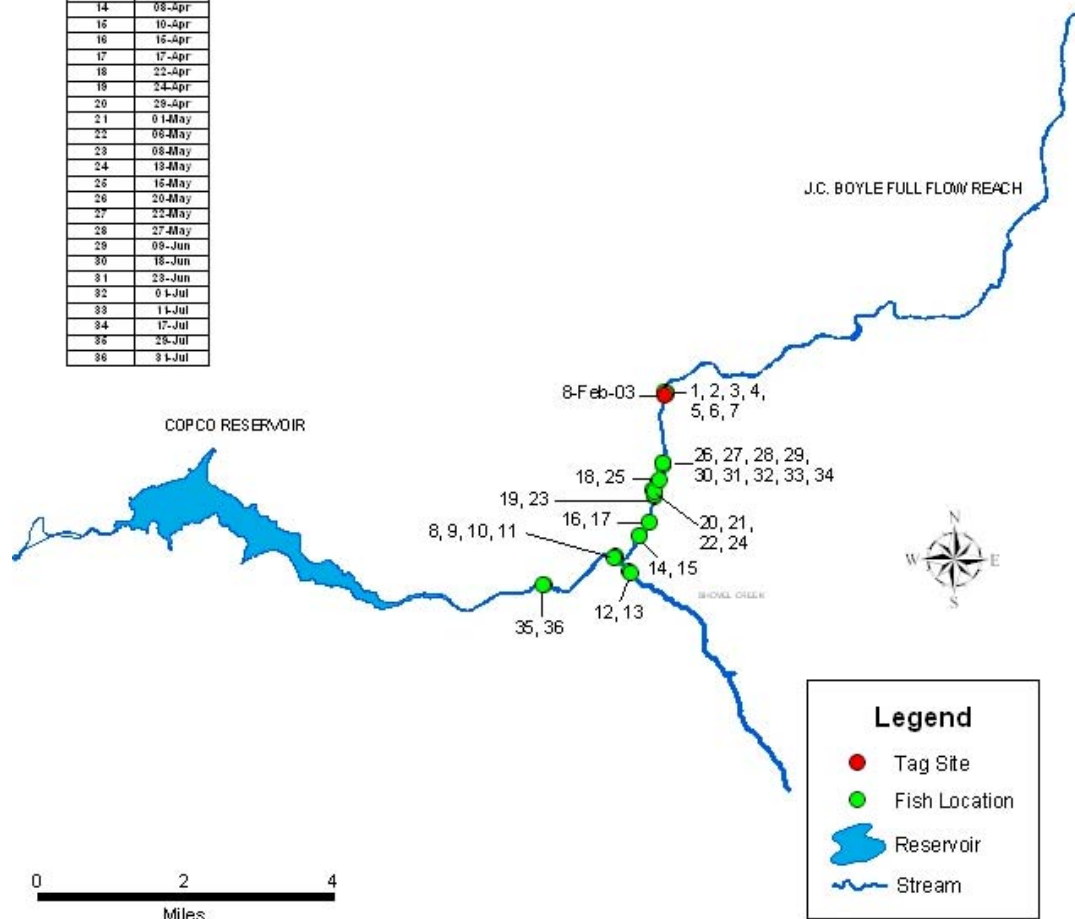 14 08-Apr
15 10-Apr
16 15-Apr
17 17-Apr
18 22-Apr
19 24-Apr
20 29-Apr
21 01-May
22 06-May
23 08-May
24 13-May
25 15-May
26 20-May
27 22-May
28 27-May
29 09-Jun
30 18-Jun
31 23-Jun
32 01-Jul
33 11-Jul
34 17-Jul
35 29-Jul
36 31-Jul
J.C. BOYLE FULL FLOW REACH
8-Feb-03
1, 2, 3, 4,
5, 6, 7
COPCO RESERVOIR
26, 27, 28, 29,
30, 31, 32, 33, 34
18, 25
19, 23
20, 21,
22, 24
16, 17
8, 9, 10, 11
14, 15
12, 13
SHOVEL CREEK
35, 36
N
W E
S
Legend
Tag Site
Fish Location
Reservoir
Stream
0 2 4
Miles